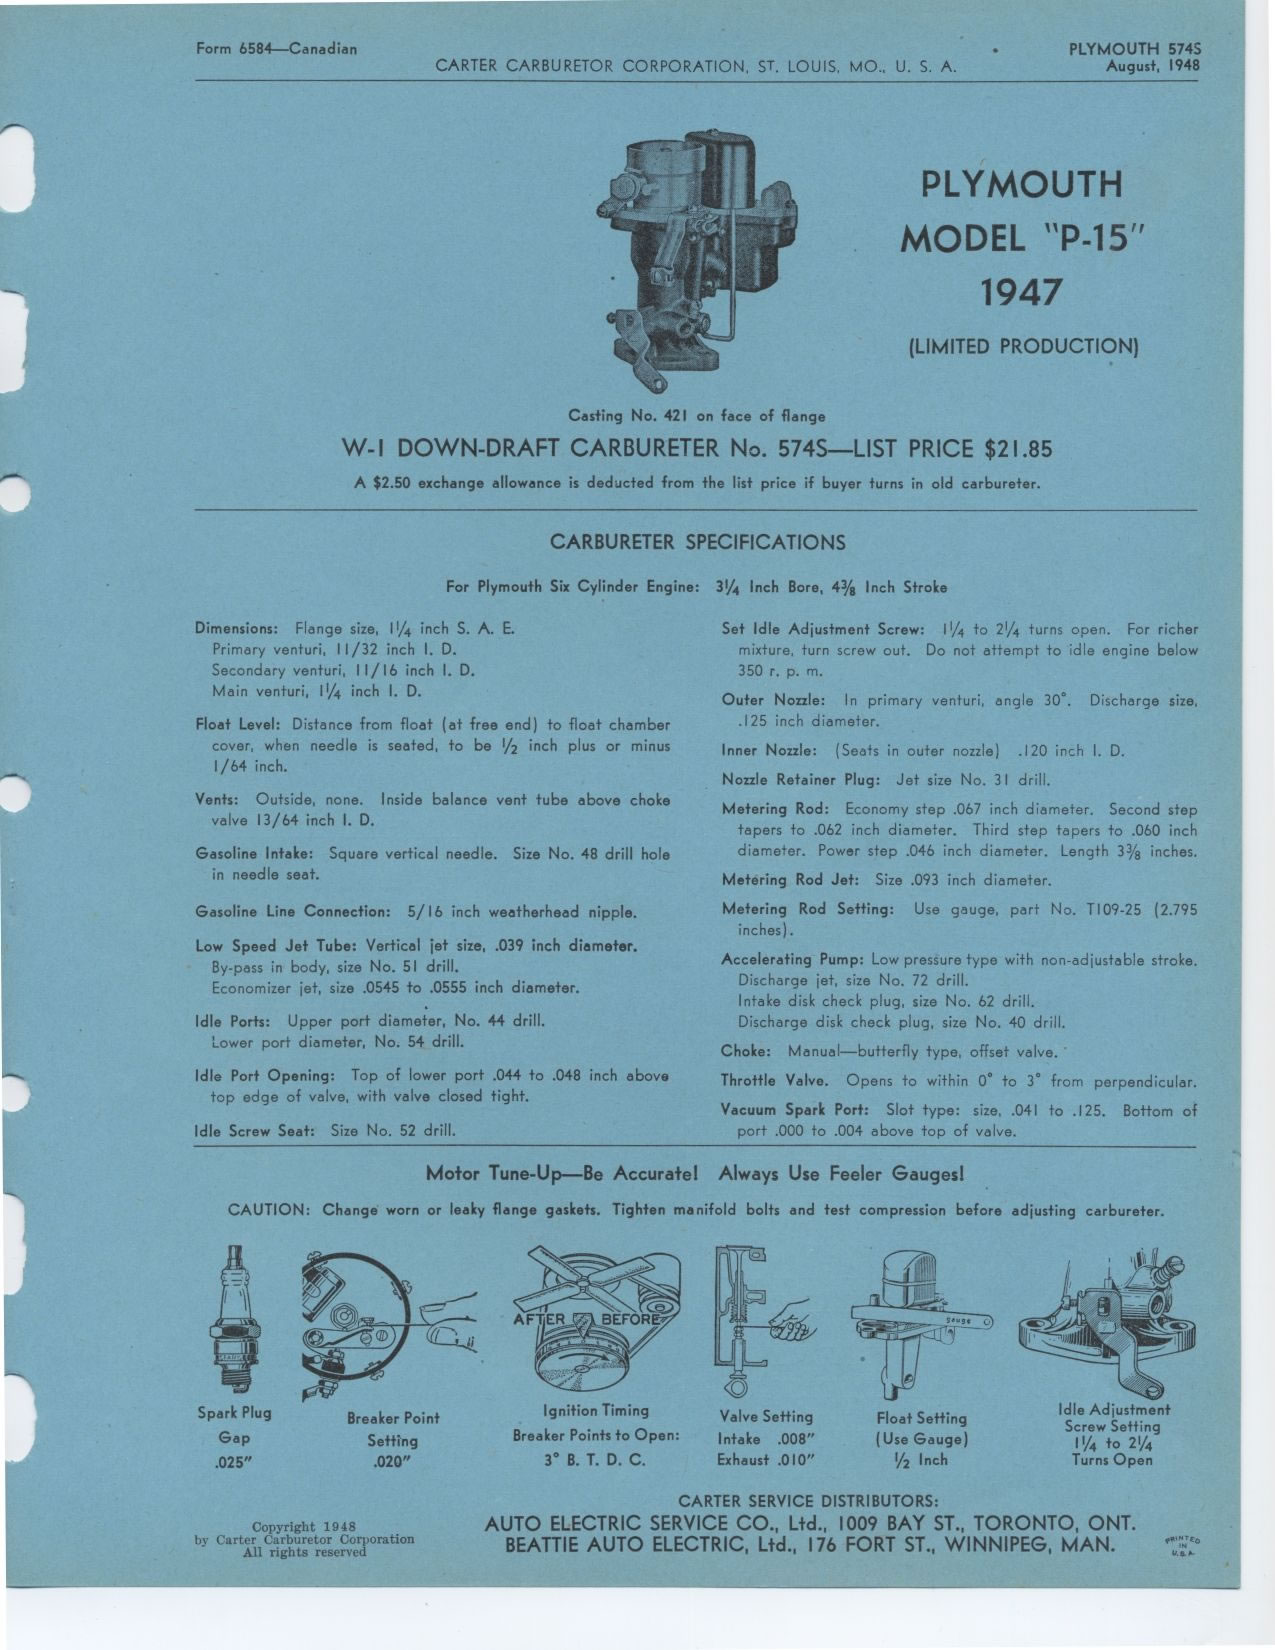 Form 6584—Canadian
PLYMOUTH 574S
CARTER CARBURETOR CORPORATION, ST. LOUIS, MO., U. S. A.
August, 1948
PLYMOUTH
MODEL "P-15"
1947
(LIMITED PRODUCTION)
Casting No. 421 on face of flange
W-1 DOWN-DRAFT CARBURETER No. 574S—LIST PRICE $21.85
A $2.50 exchange allowance is deducted from the list price if buyer turns in old carbureter.
CARBURETER SPECIFICATIONS
For Plymouth Six Cylinder Engine: 3¼ Inch Bore, 4⅜ Inch Stroke
Dimensions: Flange size, 1¼ inch S. A. E.
Primary venturi, 11/32 inch I. D.
Secondary venturi, 11/16 inch I. D.
Main venturi, 1¼ inch I. D.
Float Level: Distance from float (at free end) to float chamber
cover, when needle is seated, to be ½ inch plus or minus
1/64 inch.
Vents: Outside, none. Inside balance vent tube above choke
valve 13/64 inch I. D.
Gasoline Intake: Square vertical needle. Size No. 48 drill hole
in needle seat.
Gasoline Line Connection: 5/16 inch weatherhead nipple.
Low Speed Jet Tube: Vertical jet size, .039 inch diameter.
By-pass in body, size No. 51 drill.
Economizer jet, size .0545 to .0555 inch diameter.
Idle Ports: Upper port diameter, No. 44 drill.
Lower port diameter, No. 54 drill.
Idle Port Opening: Top of lower port .044 to .048 inch above
top edge of valve, with valve closed tight.
Idle Screw Seat: Size No. 52 drill.
Set Idle Adjustment Screw: 1¼ to 2¼ turns open. For richer
mixture, turn screw out. Do not attempt to idle engine below
350 r. p. m.
Outer Nozzle: In primary venturi, angle 30°. Discharge size,
.125 inch diameter.
Inner Nozzle: (Seats in outer nozzle) .120 inch I. D.
Nozzle Retainer Plug: Jet size No. 31 drill.
Metering Rod: Economy step .067 inch diameter. Second step
tapers to .062 inch diameter. Third step tapers to .060 inch
diameter. Power step .046 inch diameter. Length 3⅜ inches.
Metering Rod Jet: Size .093 inch diameter.
Metering Rod Setting: Use gauge, part No. T109-25 (2.795
inches).
Accelerating Pump: Low pressure type with non-adjustable stroke.
Discharge jet, size No. 72 drill.
Intake disk check plug, size No. 62 drill.
Discharge disk check plug, size No. 40 drill.
Choke: Manual—butterfly type, offset valve.
Throttle Valve. Opens to within 0° to 3° from perpendicular.
Vacuum Spark Port: Slot type: size, .041 to .125. Bottom of
port .000 to .004 above top of valve.
Motor Tune-Up—Be Accurate! Always Use Feeler Gauges!
CAUTION: Change worn or leaky flange gaskets. Tighten manifold bolts and test compression before adjusting carbureter.
AFTER BEFORE
gauge
Spark Plug
Gap
.025"
Breaker Point
Setting
.020"
Ignition Timing
Breaker Points to Open:
3° B. T. D. C.
Valve Setting
Intake .008"
Exhaust .010"
Float Setting
(Use Gauge)
½ Inch
Idle Adjustment
Screw Setting
1¼ to 2¼
Turns Open
Copyright 1948
by Carter Carburetor Corporation
All rights reserved
CARTER SERVICE DISTRIBUTORS:
AUTO ELECTRIC SERVICE CO., Ltd., 1009 BAY ST., TORONTO, ONT.
BEATTIE AUTO ELECTRIC, Ltd., 176 FORT ST., WINNIPEG, MAN.
PRINTED
IN
U.S.A.